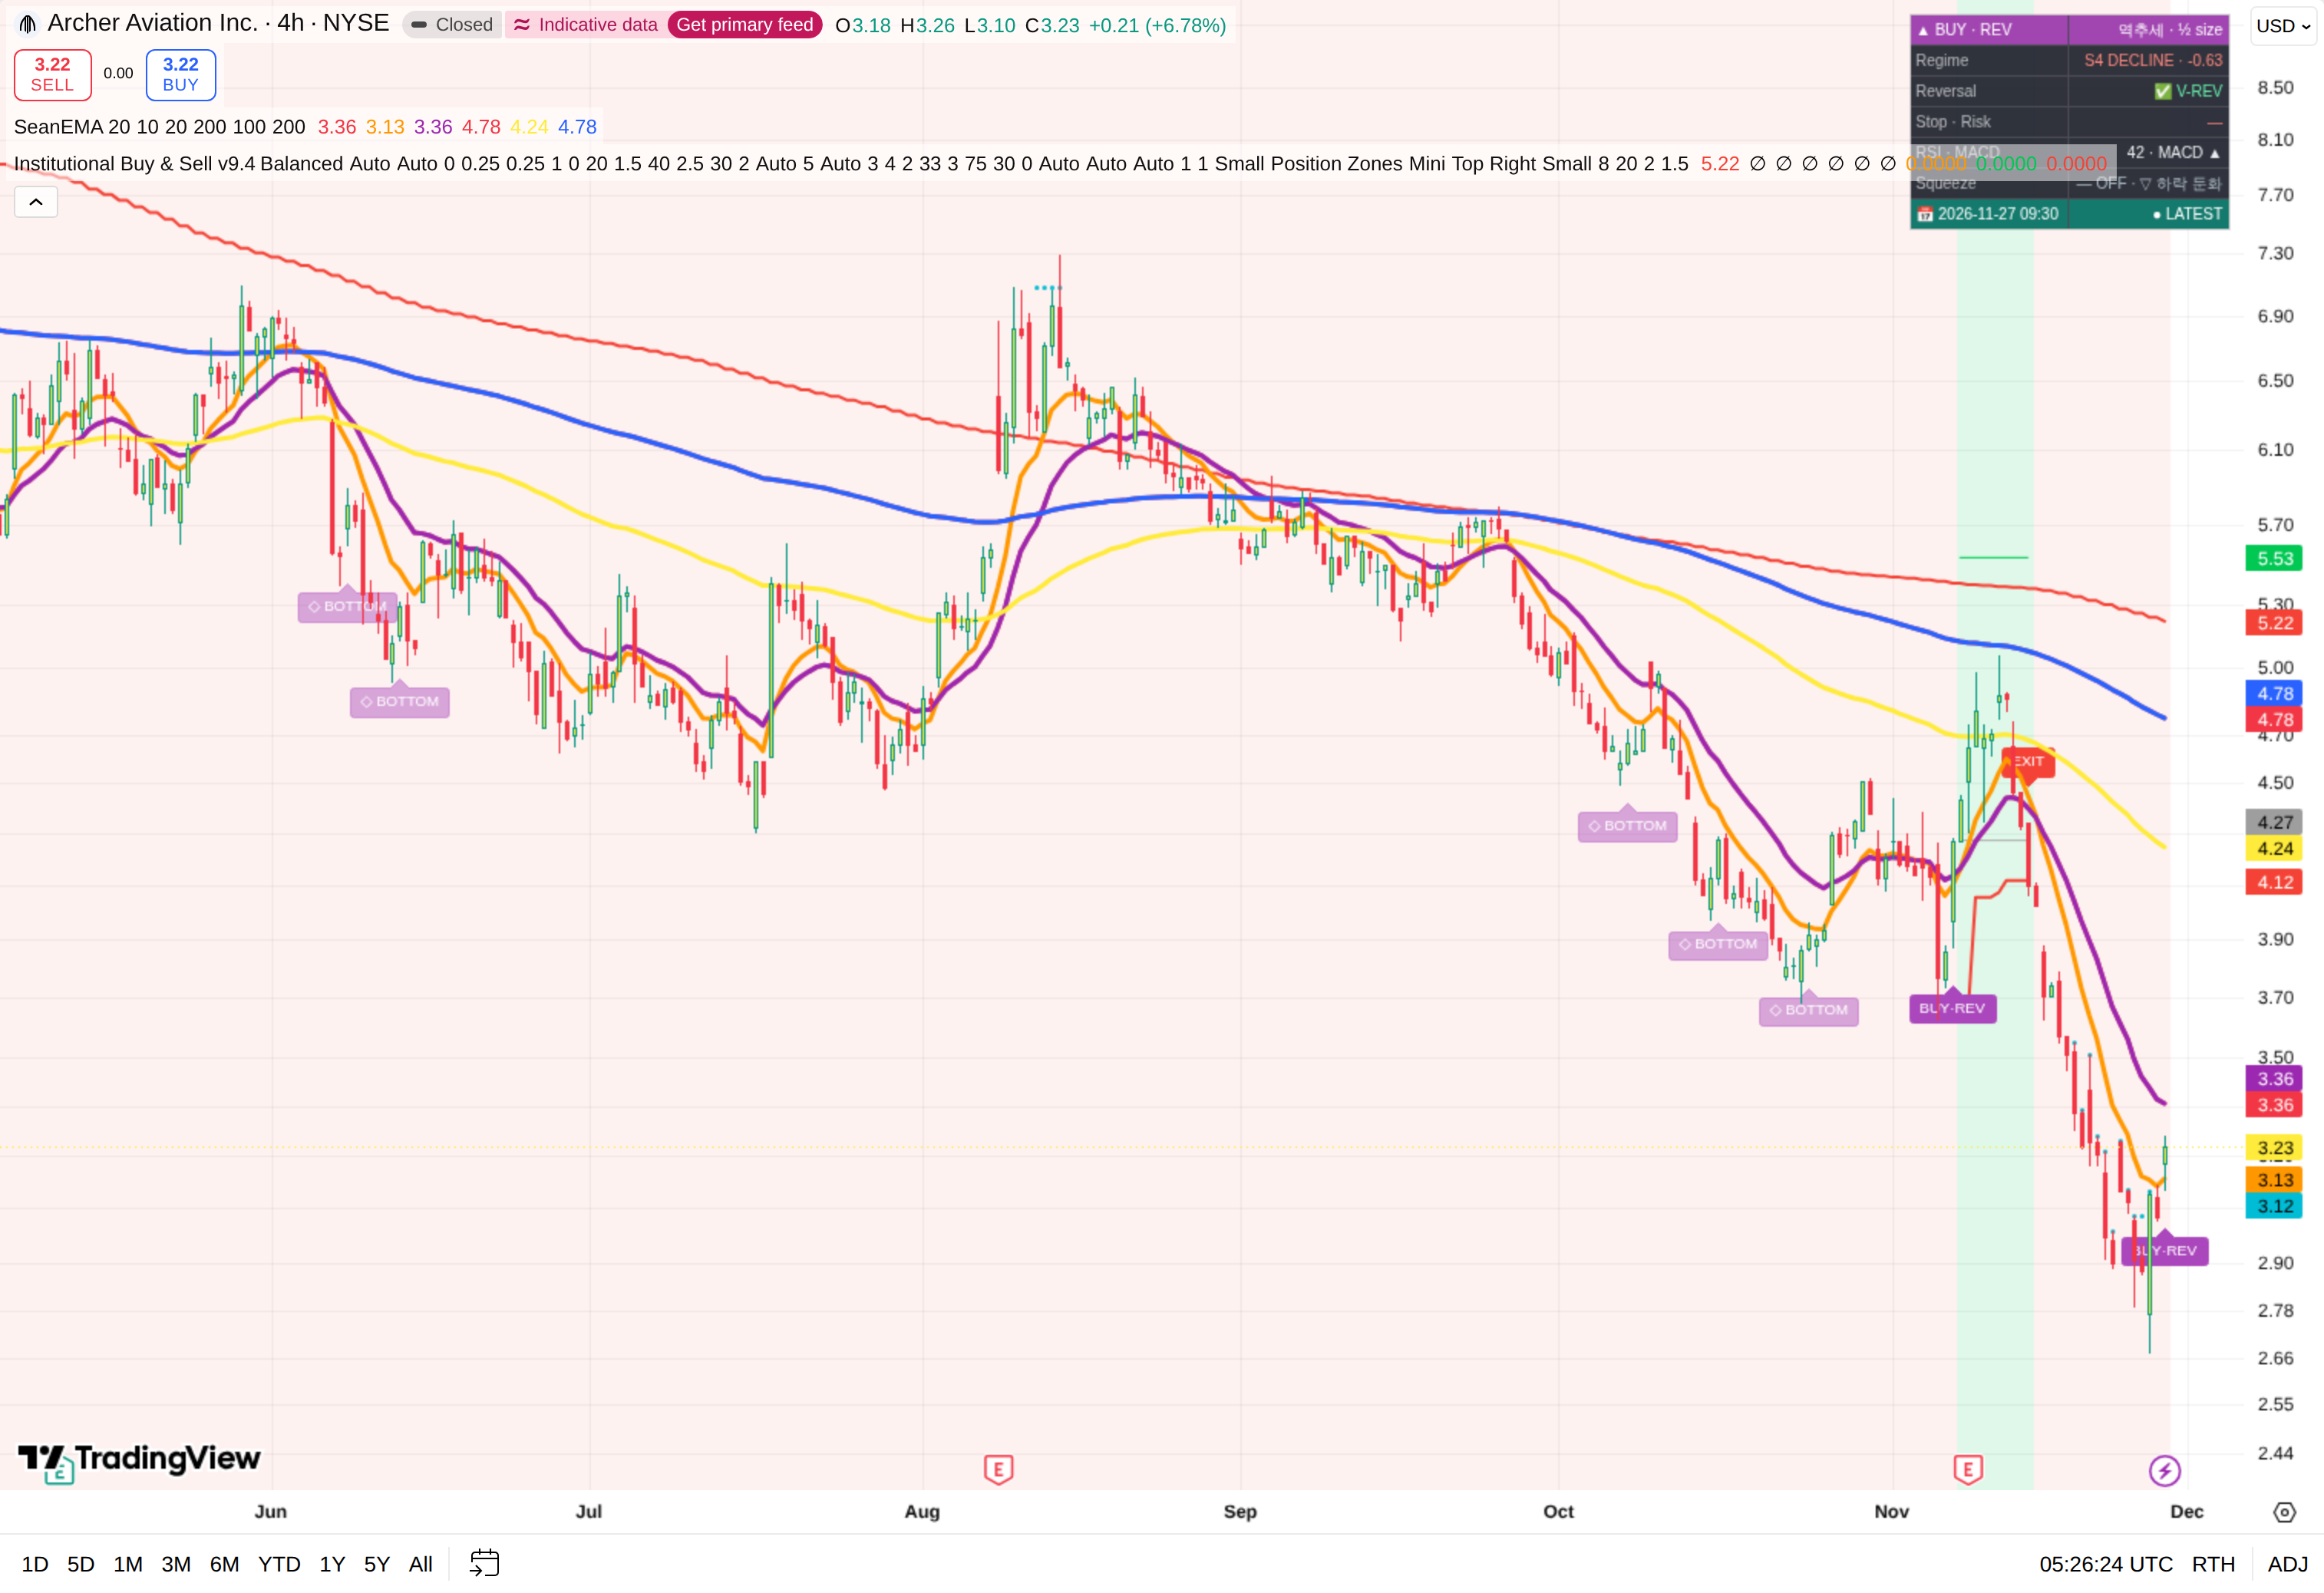 Archer Aviation Inc. · 4h · NYSE
Closed
Indicative data
Get primary feed
O3.18 H3.26 L3.10 C3.23 +0.21 (+6.78%)
3.22
SELL
0.00
3.22
BUY
SeanEMA 20 10 20 200 100 200 3.36 3.13 3.36 4.78 4.24 4.78
Institutional Buy & Sell v9.4 Balanced Auto Auto 0 0.25 0.25 1 0 20 1.5 40 2.5 30 2 Auto 5 Auto 3 4 2 33 3 75 30 0 Auto Auto Auto 1 1 Small Position Zones Mini Top Right Small 8 20 2 1.5 5.22 ∅ ∅ ∅ ∅ ∅ ∅ 0.0000 0.0000 0.0000
▲ BUY · REV 역추세 · ½ size
Regime S4 DECLINE · -0.63
Reversal ✅ V-REV
Stop · Risk —
RSI · MACD 42 · MACD ▲
Squeeze — OFF · ▽ 하락 둔화
📅 2026-11-27 09:30 ● LATEST
USD
8.50
8.10
7.70
7.30
6.90
6.50
6.10
5.70
5.53
5.30
5.22
5.00
4.78
4.78
4.70
4.50
4.27
4.24
4.12
3.90
3.70
3.50
3.36
3.36
3.23
3.13
3.12
2.90
2.78
2.66
2.55
2.44
◇ BOTTOM
◇ BOTTOM
◇ BOTTOM
◇ BOTTOM
◇ BOTTOM
BUY·REV
EXIT
BUY·REV
TradingView
E
E
E
Jun Jul Aug Sep Oct Nov Dec
1D 5D 1M 3M 6M YTD 1Y 5Y All
05:26:24 UTC RTH ADJ